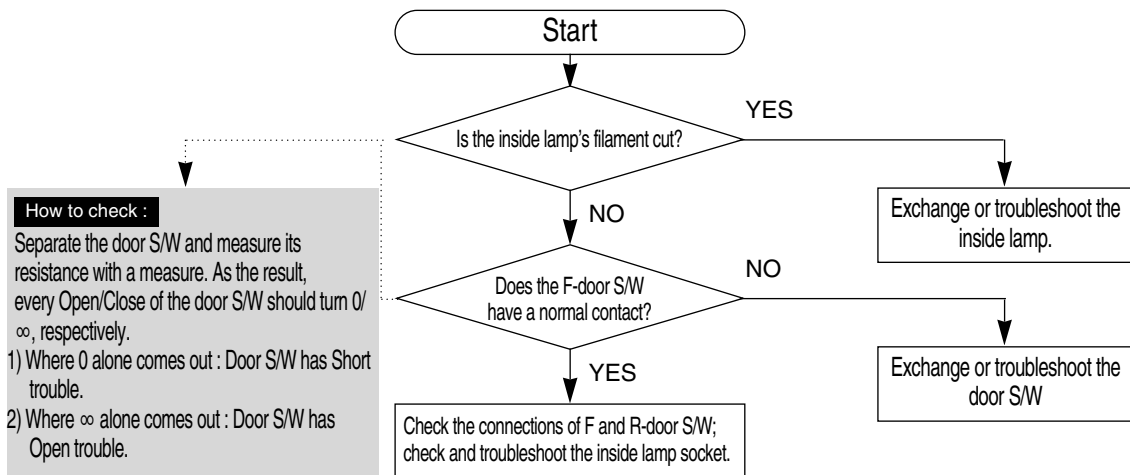 Start
Is the inside lamp's filament cut?
YES
Exchange or troubleshoot the
inside lamp.
NO
Does the F-door S/W
have a normal contact?
NO
Exchange or troubleshoot the
door S/W
YES
Check the connections of F and R-door S/W;
check and troubleshoot the inside lamp socket.
How to check :
Separate the door S/W and measure its
resistance with a measure. As the result,
every Open/Close of the door S/W should turn 0/
∞, respectively.
1) Where 0 alone comes out : Door S/W has Short
trouble.
2) Where ∞ alone comes out : Door S/W has
Open trouble.